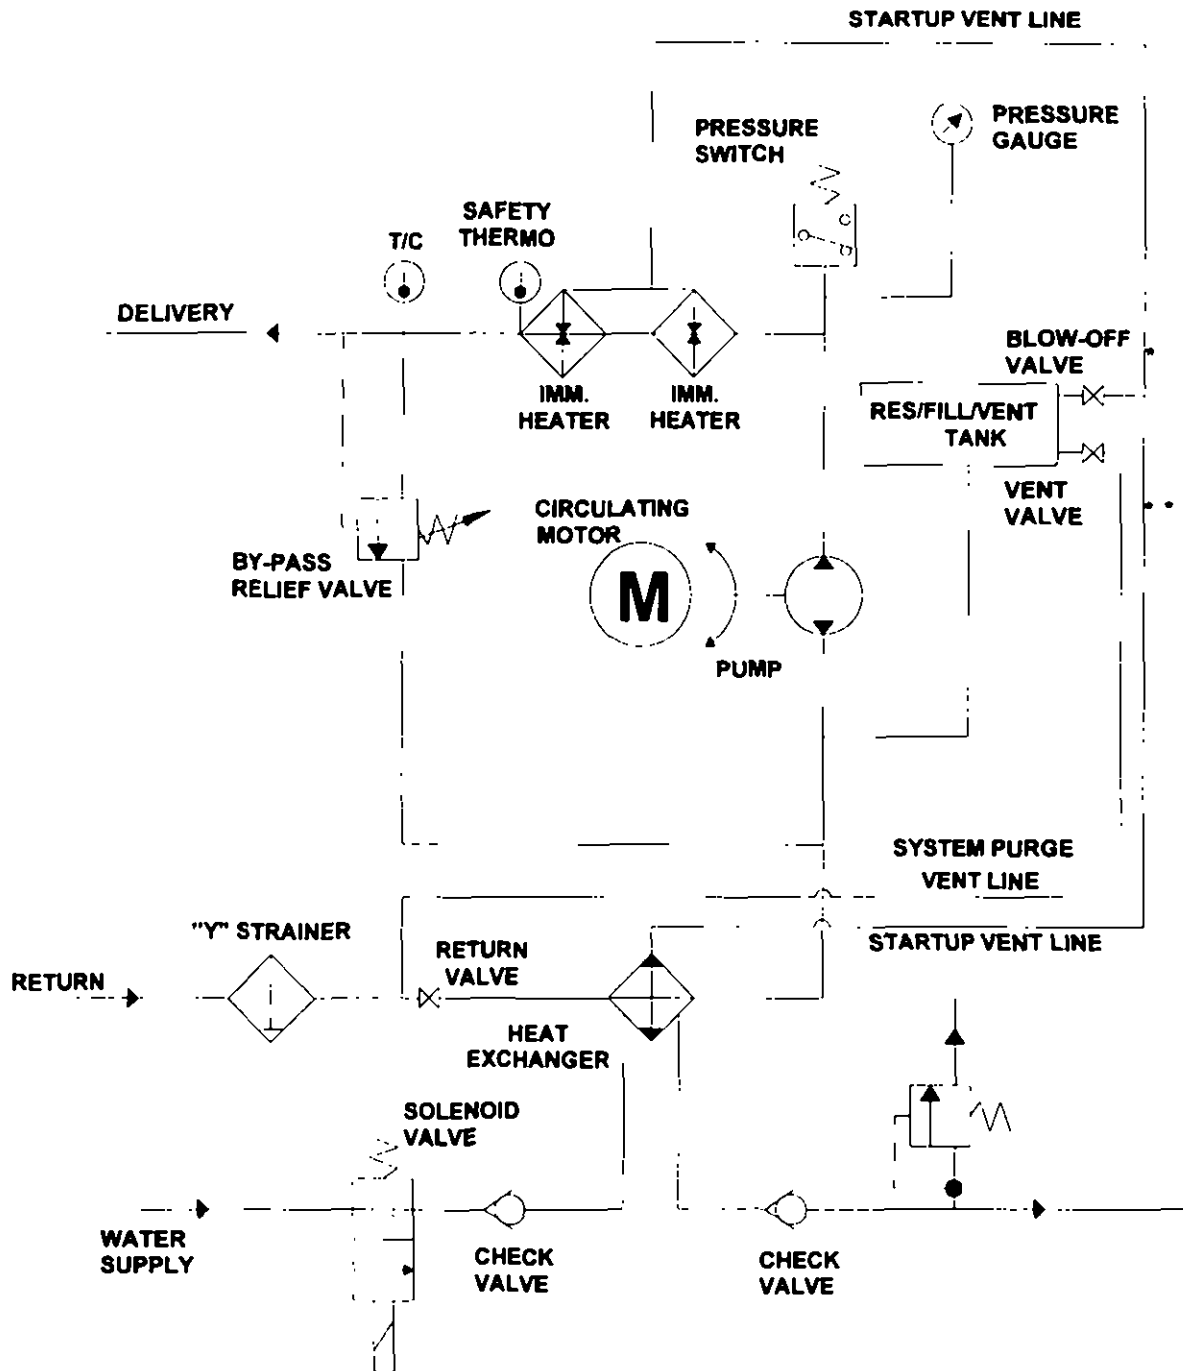 STARTUP VENT LINE
PRESSURE
GAUGE
PRESSURE
SWITCH
SAFETY
THERMO
T/C
DELIVERY
BLOW-OFF
VALVE
IMM.
HEATER
IMM.
HEATER
RES/FILL/VENT
TANK
VENT
VALVE
CIRCULATING
MOTOR
BY-PASS
RELIEF VALVE
M
PUMP
SYSTEM PURGE
VENT LINE
"Y" STRAINER
RETURN
VALVE
STARTUP VENT LINE
RETURN
HEAT
EXCHANGER
SOLENOID
VALVE
WATER
SUPPLY
CHECK
VALVE
CHECK
VALVE